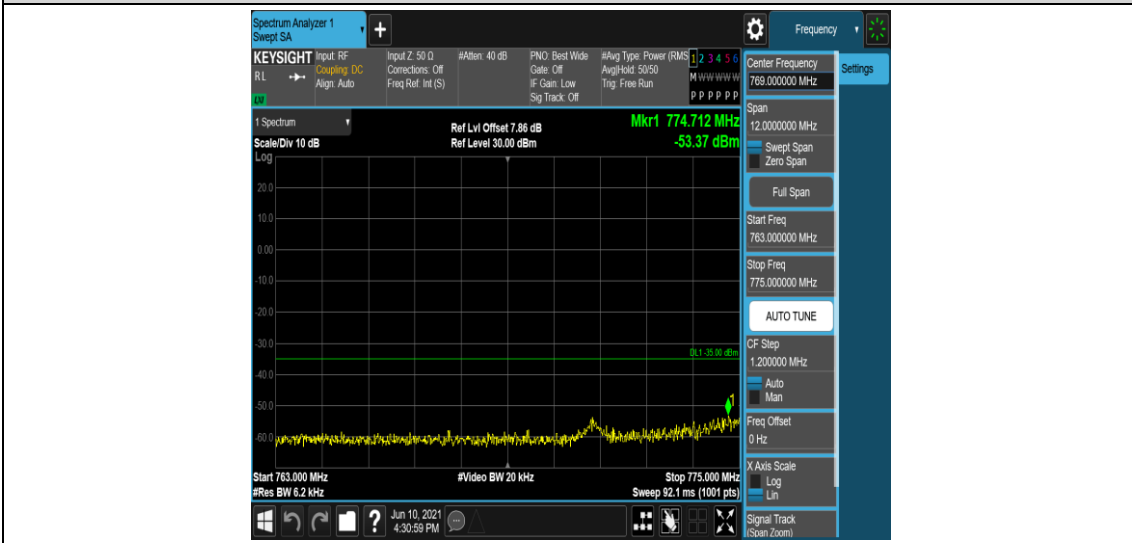 Spectrum Analyzer 1
Swept SA
+
Frequency
KEYSIGHT
RL
LXI
Input: RF
Coupling: DC
Align: Auto
Input Z: 50 Ω
Corrections: Off
Freq Ref: Int (S)
#Atten: 40 dB
PNO: Best Wide
Gate: Off
IF Gain: Low
Sig Track: Off
#Avg Type: Power (RMS
Avg|Hold: 50/50
Trig: Free Run
1 2 3 4 5 6
M W W W W W
P P P P P P
1 Spectrum
Scale/Div 10 dB
Log
Ref Lvl Offset 7.86 dB
Ref Level 30.00 dBm
Mkr1 774.712 MHz
-53.37 dBm
20.0
10.0
0.00
-10.0
-20.0
-30.0
DL1 -35.00 dBm
-40.0
-50.0
1
-60.0
Start 763.000 MHz
#Res BW 6.2 kHz
#Video BW 20 kHz
Stop 775.000 MHz
Sweep 92.1 ms (1001 pts)
?
Jun 10, 2021
4:30:59 PM
Center Frequency
769.000000 MHz
Settings
Span
12.0000000 MHz
Swept Span
Zero Span
Full Span
Start Freq
763.000000 MHz
Stop Freq
775.000000 MHz
AUTO TUNE
CF Step
1.200000 MHz
Auto
Man
Freq Offset
0 Hz
X Axis Scale
Log
Lin
Signal Track
(Span Zoom)